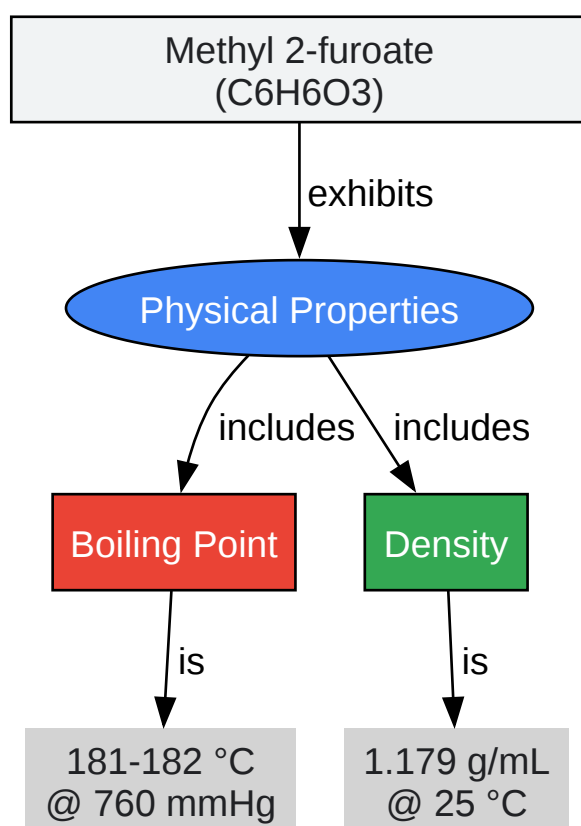 Methyl 2-furoate
(C6H6O3)
exhibits
Physical Properties
includes
includes
Boiling Point
Density
is
is
181-182 °C
@ 760 mmHg
1.179 g/mL
@ 25 °C